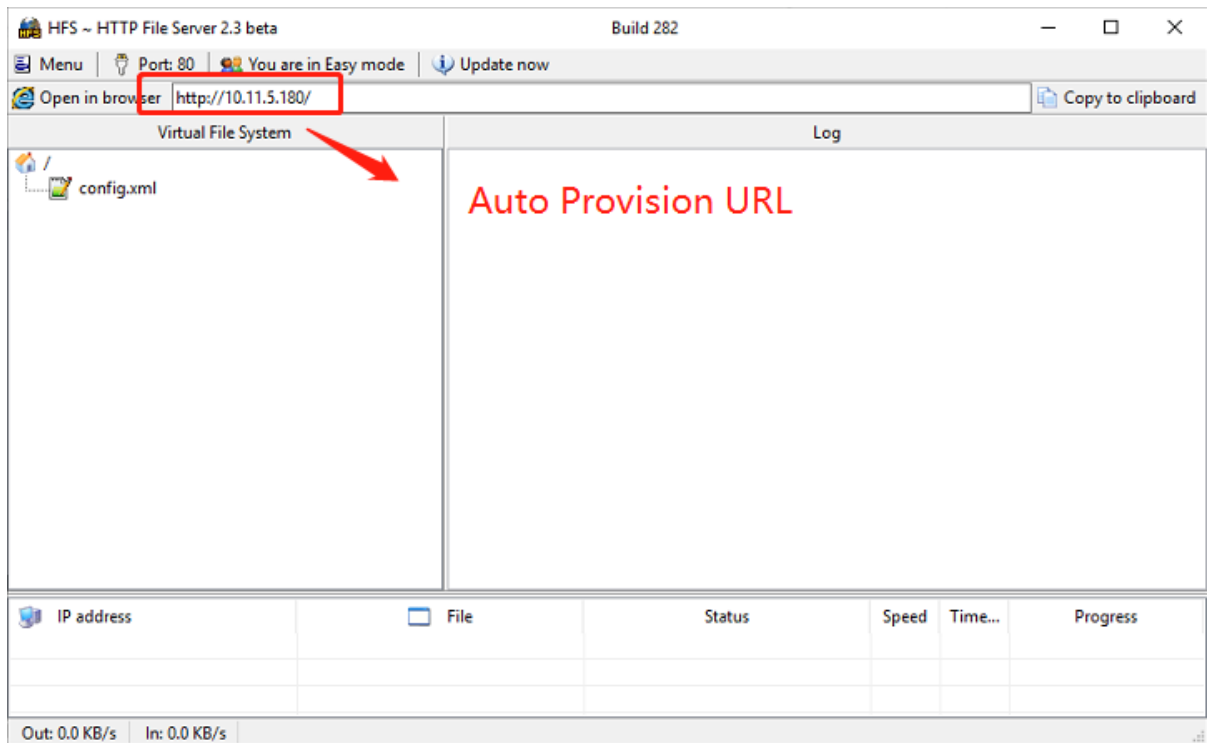 HFS ~ HTTP File Server 2.3 beta Build 282
Menu Port: 80 You are in Easy mode Update now
Open in browser http://10.11.5.180/ Copy to clipboard
Virtual File System Log
/
config.xml
Auto Provision URL
IP address File Status Speed Time... Progress
Out: 0.0 KB/s In: 0.0 KB/s